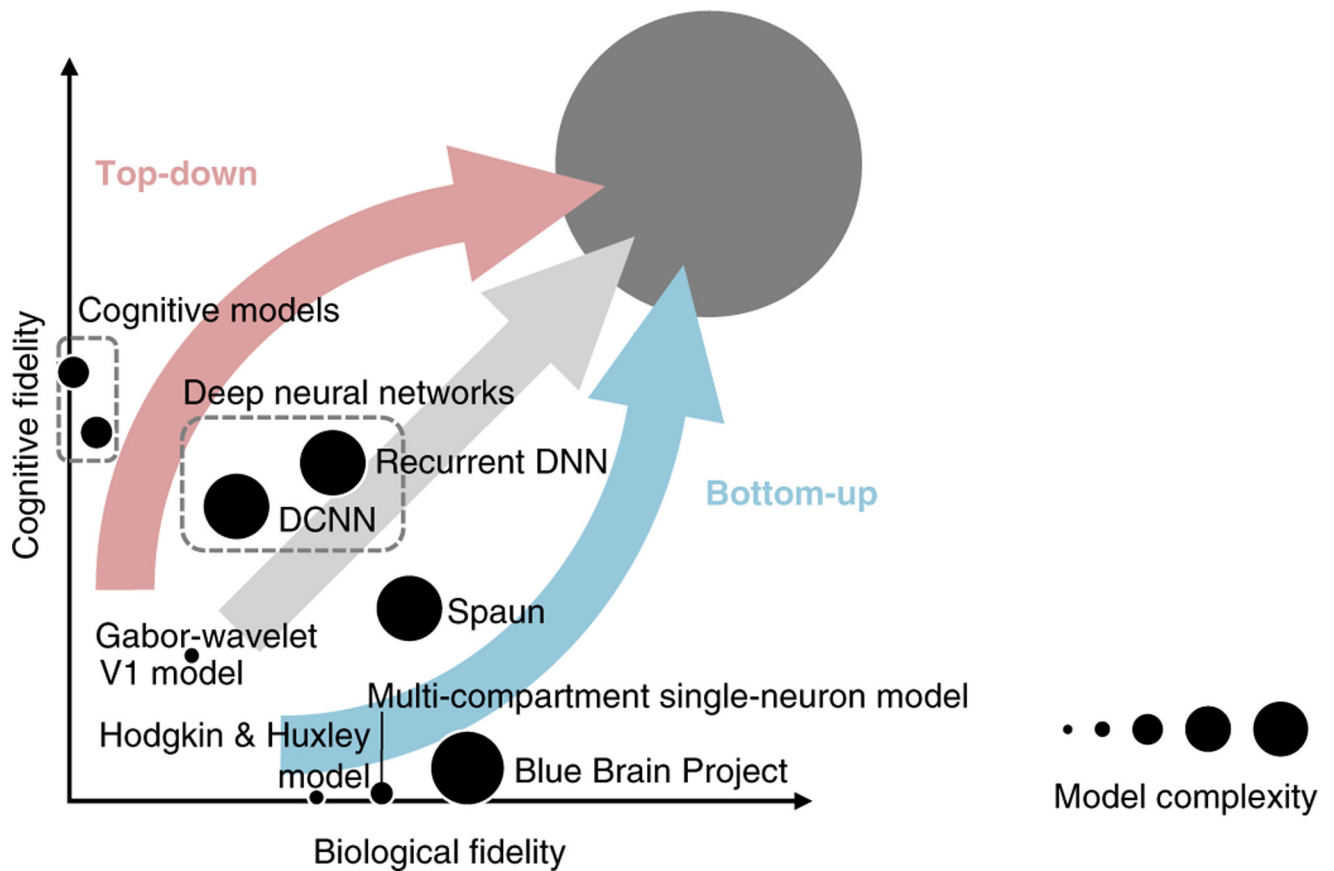 Top-down
Cognitive models
Cognitive fidelity
Deep neural networks
Recurrent DNN
DCNN
Bottom-up
Spaun
Gabor-wavelet
V1 model
Multi-compartment single-neuron model
Hodgkin & Huxley
model
Blue Brain Project
Model complexity
Biological fidelity